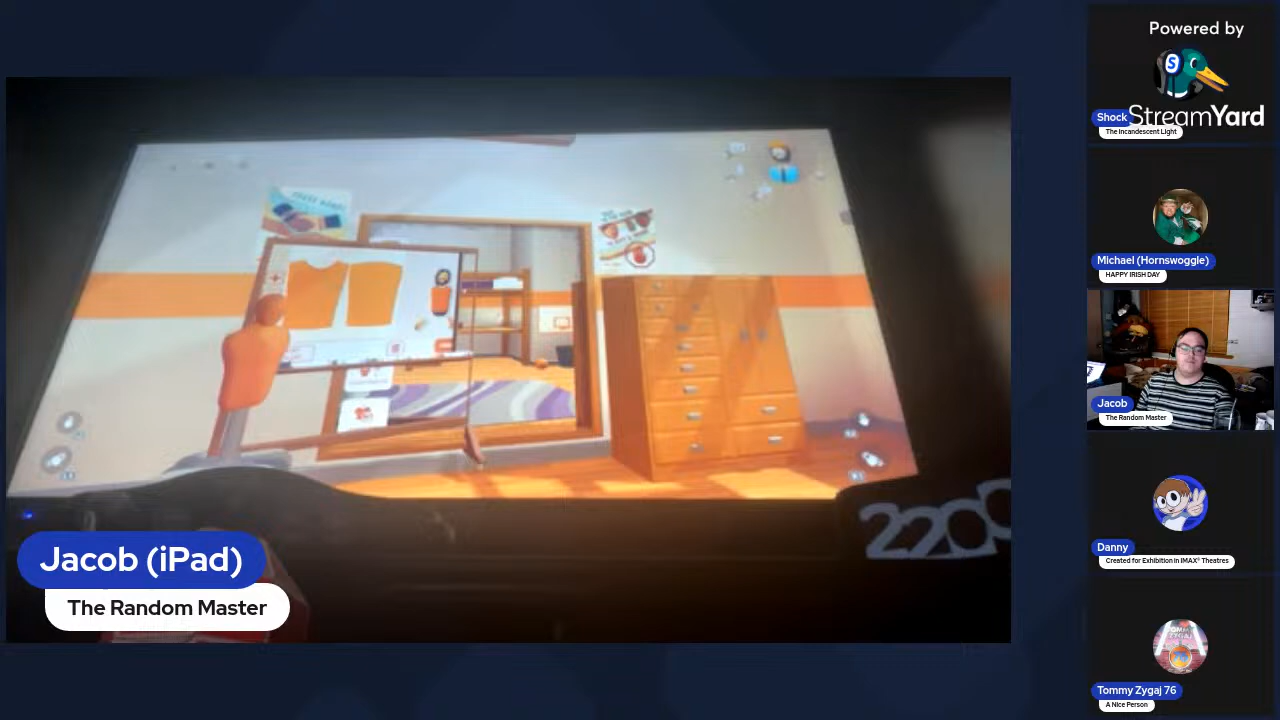 Powered by
StreamYard
Shock
The Incandescent Light
Michael (Hornswoggle)
HAPPY IRISH DAY
Jacob
The Random Master
Danny
Created for Exhibition in IMAX® Theatres
Tommy Zygaj 76
A Nice Person
2200
Jacob (iPad)
The Random Master